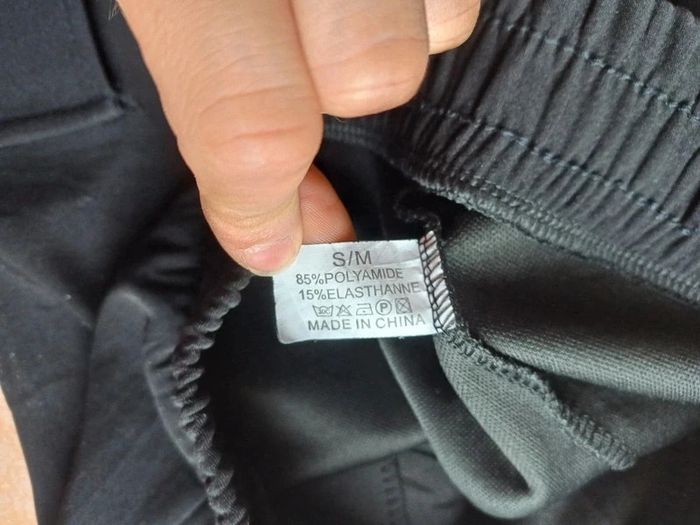 S/M
85%POLYAMIDE
15%ELASTHANNE
MADE IN CHINA